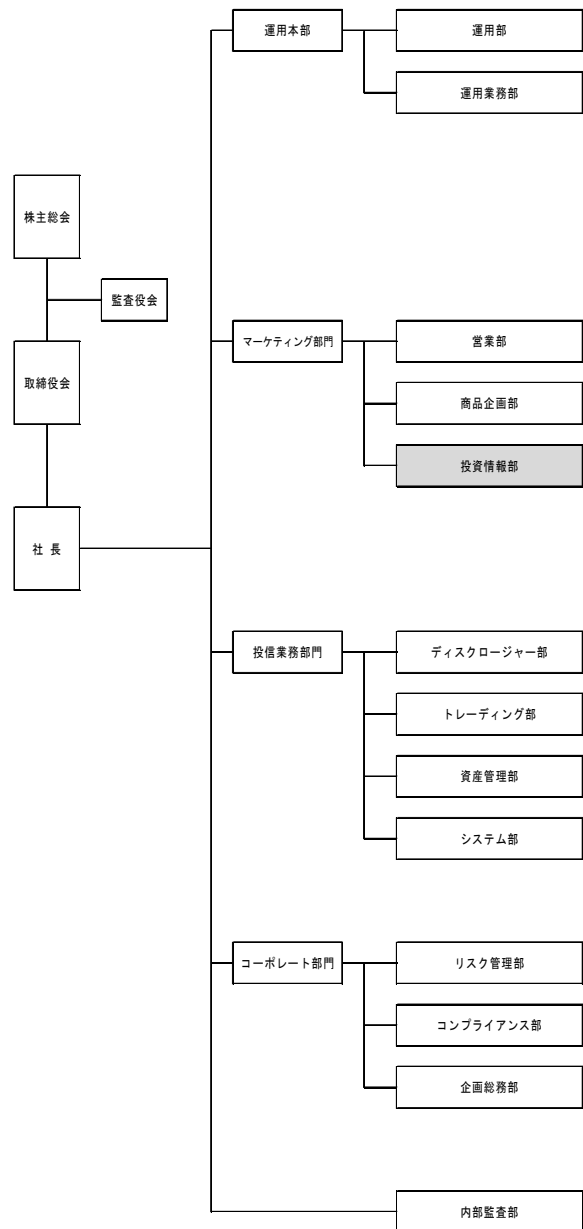 株主総会
監査役会
取締役会
社 長
運用本部
運用部
運用業務部
マーケティング部門
営業部
商品企画部
投資情報部
投信業務部門
ディスクロージャー部
トレーディング部
資産管理部
システム部
コーポレート部門
リスク管理部
コンプライアンス部
企画総務部
内部監査部